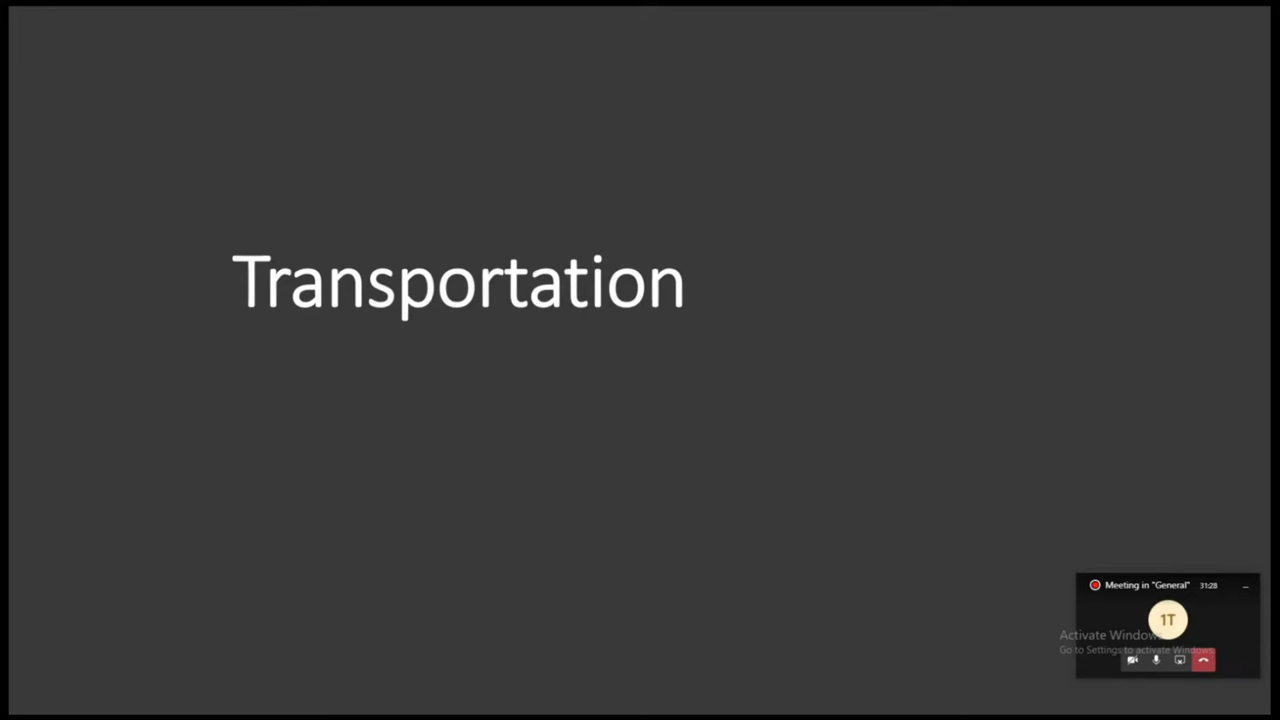 Transportation
Meeting in "General" 31:28
1T
Activate Windows
Go to Settings to activate Windows.